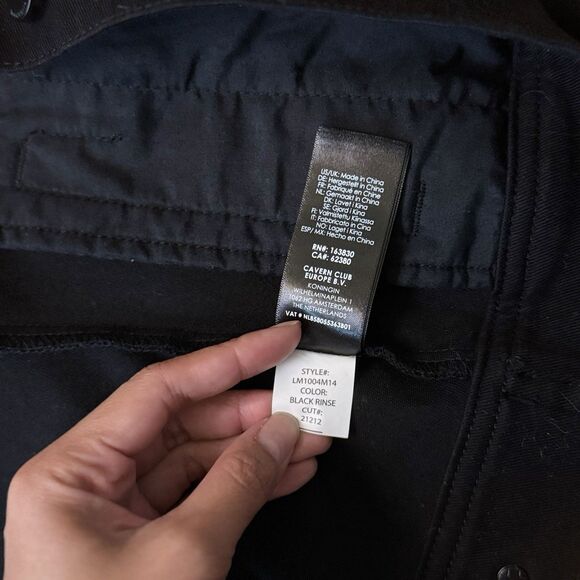 US/UK: Made in China
DE: Hergestellt in China
FR: Fabriqué en Chine
NL: Gemaakt in China
DK: Lavet i Kina
SE: Gjord i Kina
FI: Valmistettu Kiinassa
IT: Fabbricato in Cina
NO: Laget i Kina
ESP/ MX: Hecho en China
RN#: 163830
CA#: 62380
CAVERN CLUB
EUROPE B.V.
KONINGIN
WILHELMINAPLEIN 1
1062 HG AMSTERDAM
THE NETHERLANDS
VAT # NL858055363B01
STYLE#:
LM1004M14
COLOR:
BLACK RINSE
CUT#:
21212